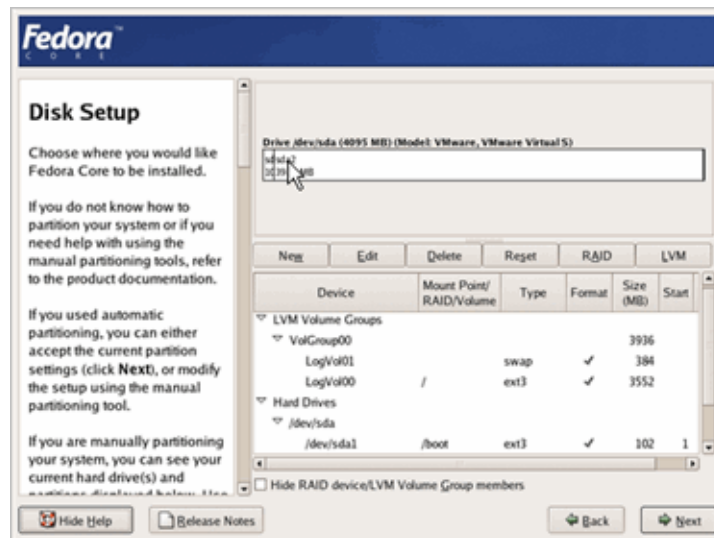 Fedora™
CORE
Disk Setup
Choose where you would like
Fedora Core to be installed.
If you do not know how to
partition your system or if you
need help with using the
manual partitioning tools, refer
to the product documentation.
If you used automatic
partitioning, you can either
accept the current partition
settings (click Next), or modify
the setup using the manual
partitioning tool.
If you are manually partitioning
your system, you can see your
current hard drive(s) and
Drive /dev/sda (4095 MB) (Model: VMware, VMware Virtual S)
MB
New Edit Delete Reset RAID LVM
Device Mount Point/ RAID/Volume Type Format Size (MB) Start
LVM Volume Groups
VolGroup00 3936
LogVol01 swap ✓ 384
LogVol00 / ext3 ✓ 3552
Hard Drives
/dev/sda
/dev/sda1 /boot ext3 ✓ 102 1
Hide RAID device/LVM Volume Group members
Hide Help Release Notes Back Next